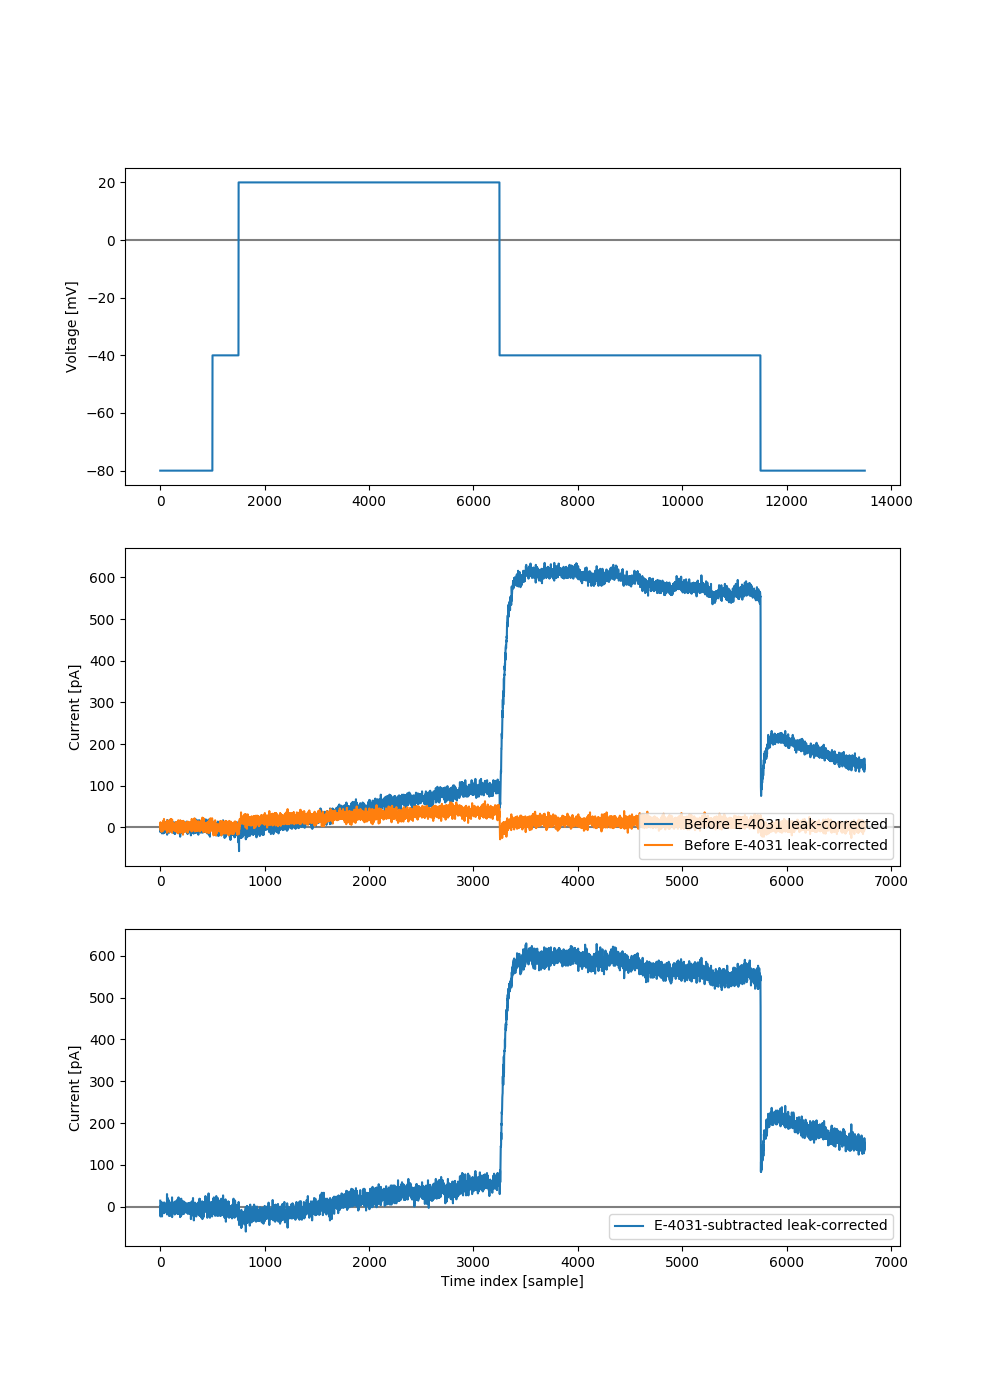 20
0
−20
−40
−60
−80
Voltage [mV]
0 2000 4000 6000 8000 10000 12000 14000
600
500
400
300
200
100
0
Current [pA]
Before E-4031 leak-corrected
Before E-4031 leak-corrected
0 1000 2000 3000 4000 5000 6000 7000
600
500
400
300
200
100
0
Current [pA]
E-4031-subtracted leak-corrected
0 1000 2000 3000 4000 5000 6000 7000
Time index [sample]